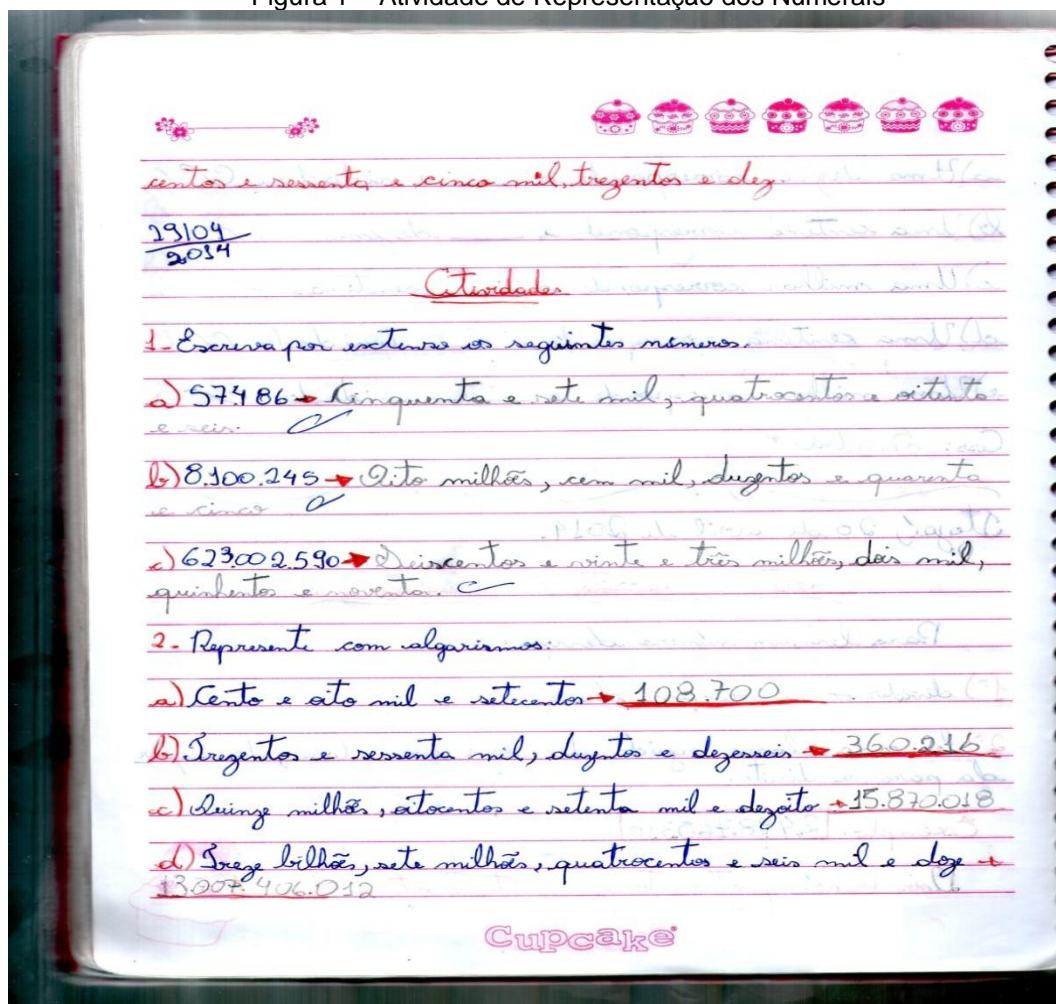 Figura 1 – Atividade de Representação dos Numerais
centos e sessenta e cinco mil, trezentos e dez
29/04
2014
Atividades
1- Escreva por extenso os seguintes números.
a) 57.486 → Cinquenta e sete mil, quatrocentos e oitenta
e seis.
b) 8.100.245 → Oito milhões, cem mil, duzentos e quarenta
e cinco
c) 623.002.590 → Seiscentos e vinte e três milhões, dois mil,
quinhentos e noventa.
2- Represente com algarismos:
a) Cento e oito mil e setecentos → 108.700
b) Trezentos e sessenta mil, duzentos e dezesseis → 360.216
c) Quinze milhões, oitocentos e setenta mil e dezoito → 15.870.018
d) Treze bilhões, sete milhões, quatrocentos e seis mil e doze →
13.007.406.012
Cupcake